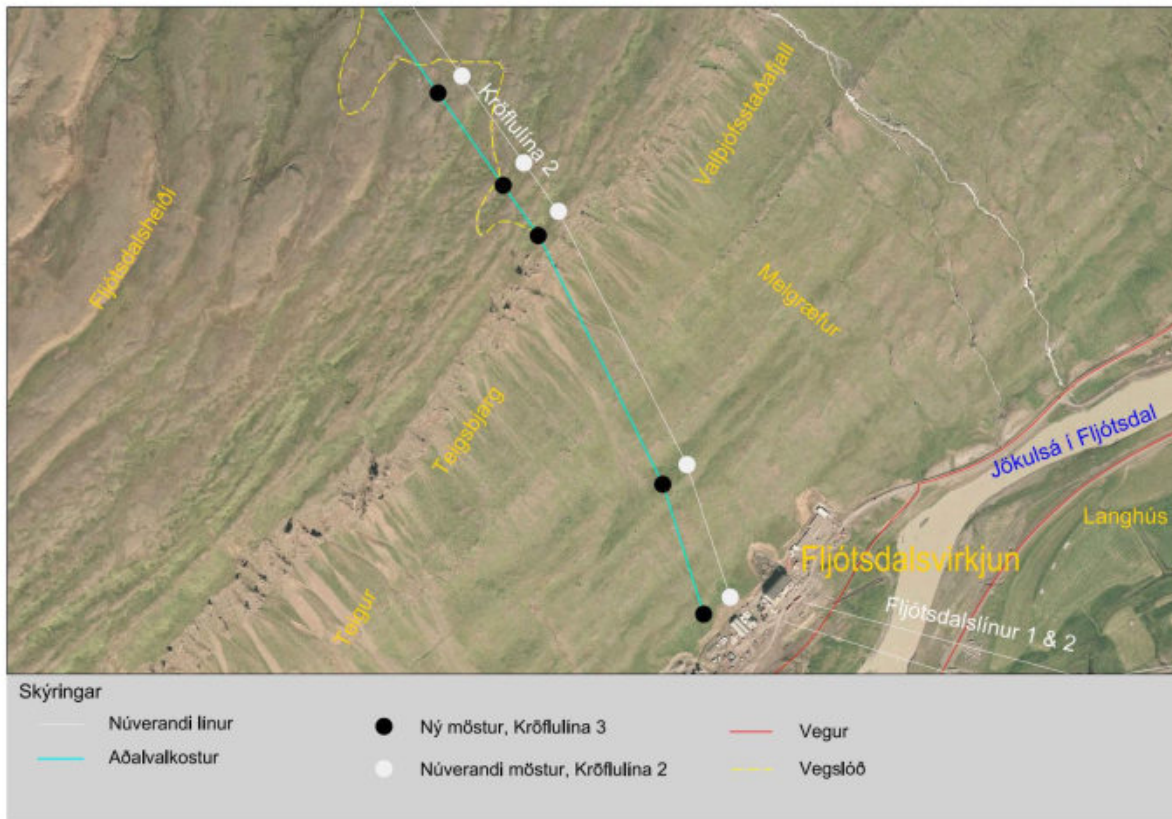 Kröflulína 2
Valþjófsstaðafjall
Fljótsdalsheiði
Melgræfur
Teigsbjarg
Jökulsá í Fljótsdal
Langhús
Fljótsdalsvirkjun
Teigur
Fljótsdalslínur 1 & 2
Skýringar
Núverandi línur
Ný möstur, Kröflulína 3
Vegur
Aðalvalkostur
Núverandi möstur, Kröflulína 2
Vegslóð